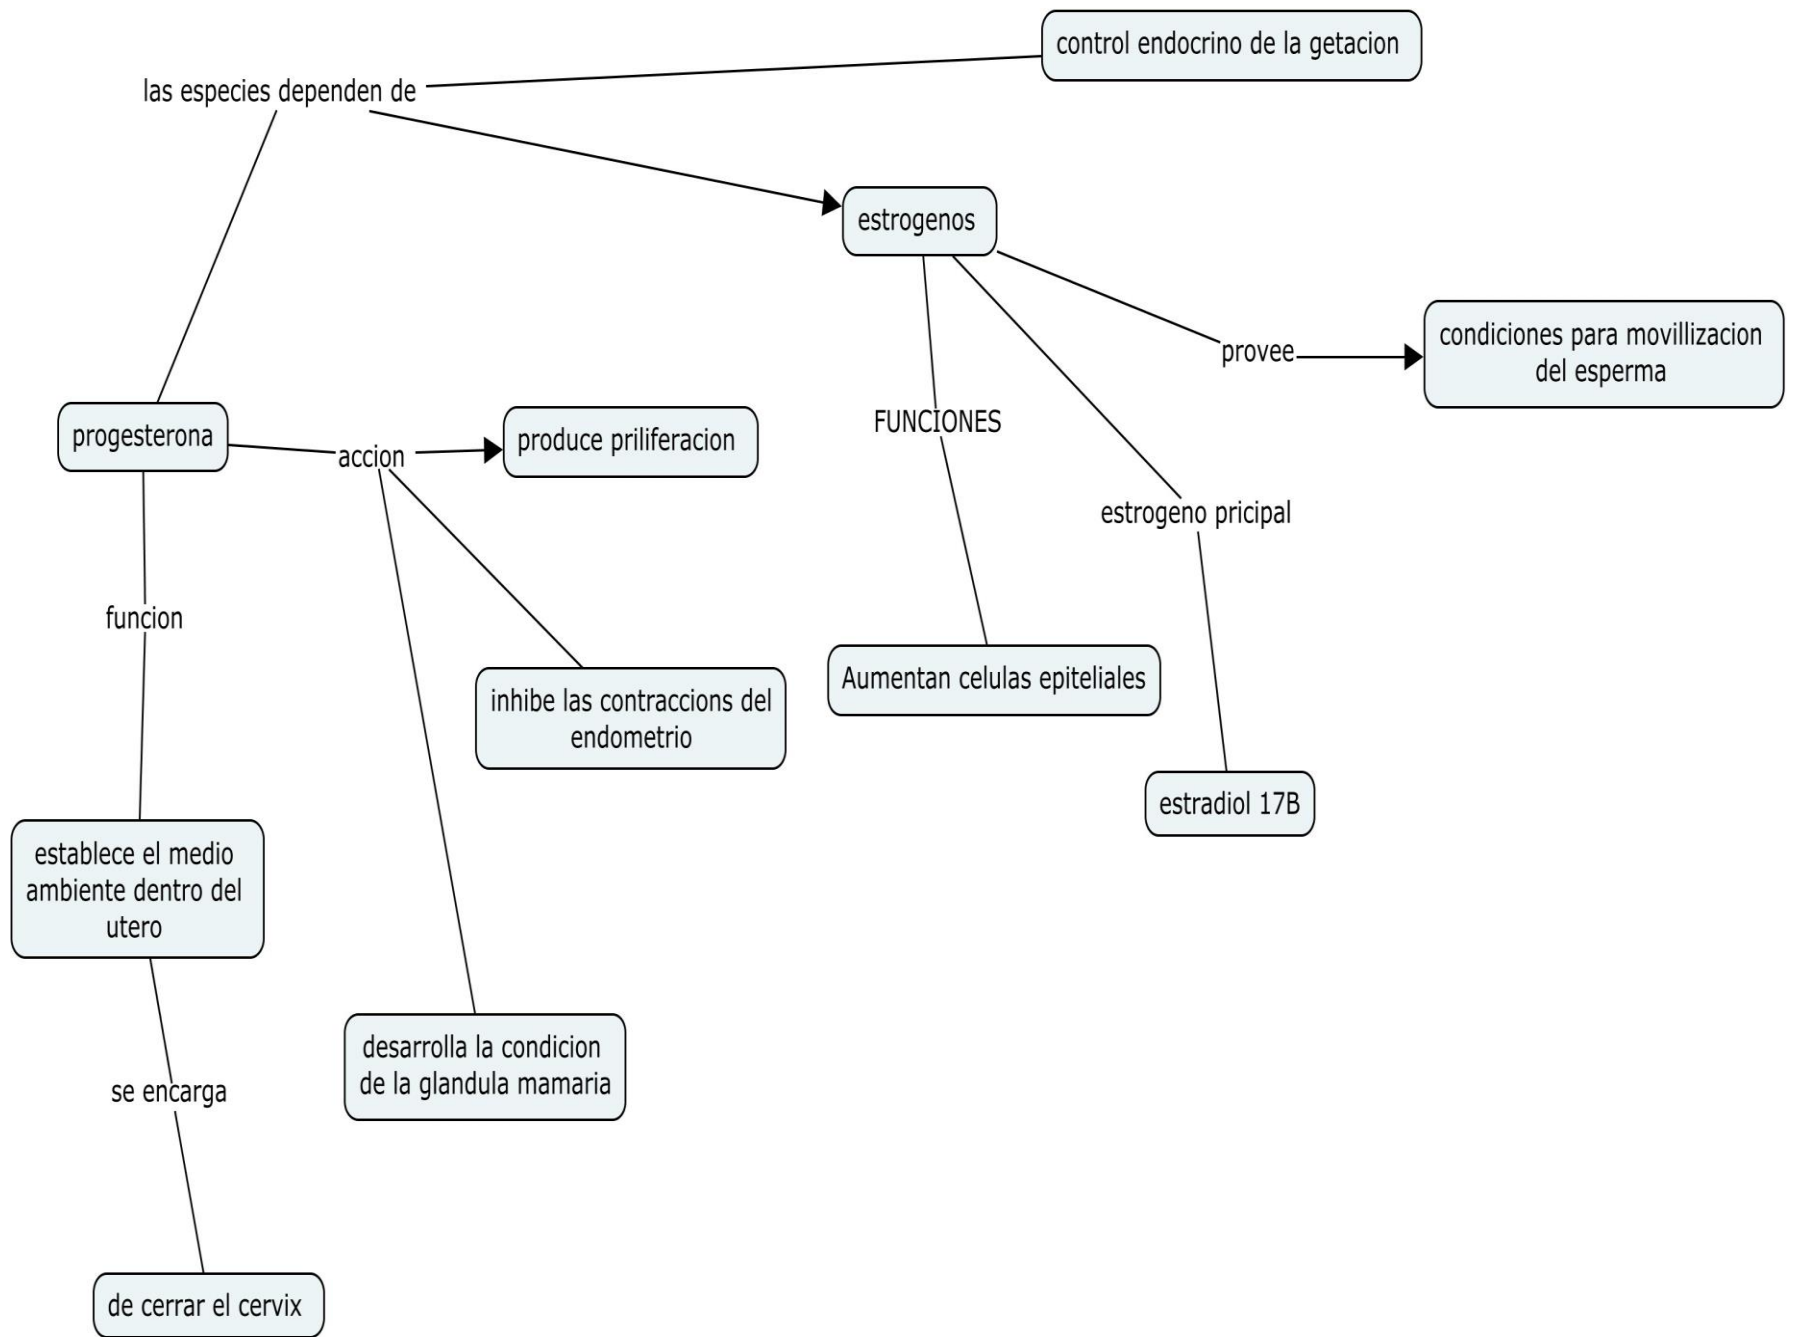 control endocrino de la getacion
las especies dependen de
estrogenos
provee
condiciones para movillizacion
del esperma
FUNCIONES
progesterona
accion
produce priliferacion
estrogeno pricipal
funcion
Aumentan celulas epiteliales
inhibe las contraccions del
endometrio
estradiol 17B
establece el medio
ambiente dentro del
utero
desarrolla la condicion
de la glandula mamaria
se encarga
de cerrar el cervix